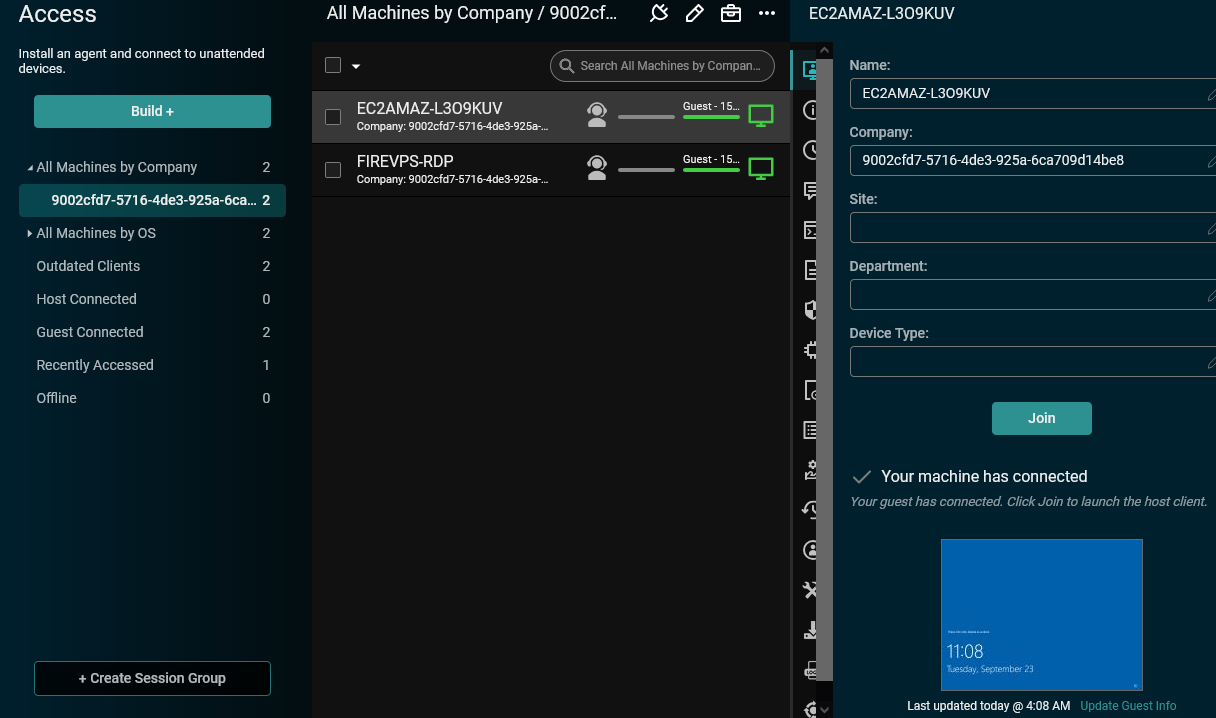 Access
Install an agent and connect to unattended
devices.
Build +
All Machines by Company 2
9002cfd7-5716-4de3-925a-6ca... 2
All Machines by OS 2
Outdated Clients 2
Host Connected 0
Guest Connected 2
Recently Accessed 1
Offline 0
+ Create Session Group
All Machines by Company / 9002cf...
Search All Machines by Compan...
EC2AMAZ-L3O9KUV
Company: 9002cfd7-5716-4de3-925a-...
Guest - 15...
FIREVPS-RDP
Company: 9002cfd7-5716-4de3-925a-...
Guest - 15...
EC2AMAZ-L3O9KUV
Name:
EC2AMAZ-L3O9KUV
Company:
9002cfd7-5716-4de3-925a-6ca709d14be8
Site:
Department:
Device Type:
Join
Your machine has connected
Your guest has connected. Click Join to launch the host client.
11:08
Tuesday, September 23
Last updated today @ 4:08 AM Update Guest Info